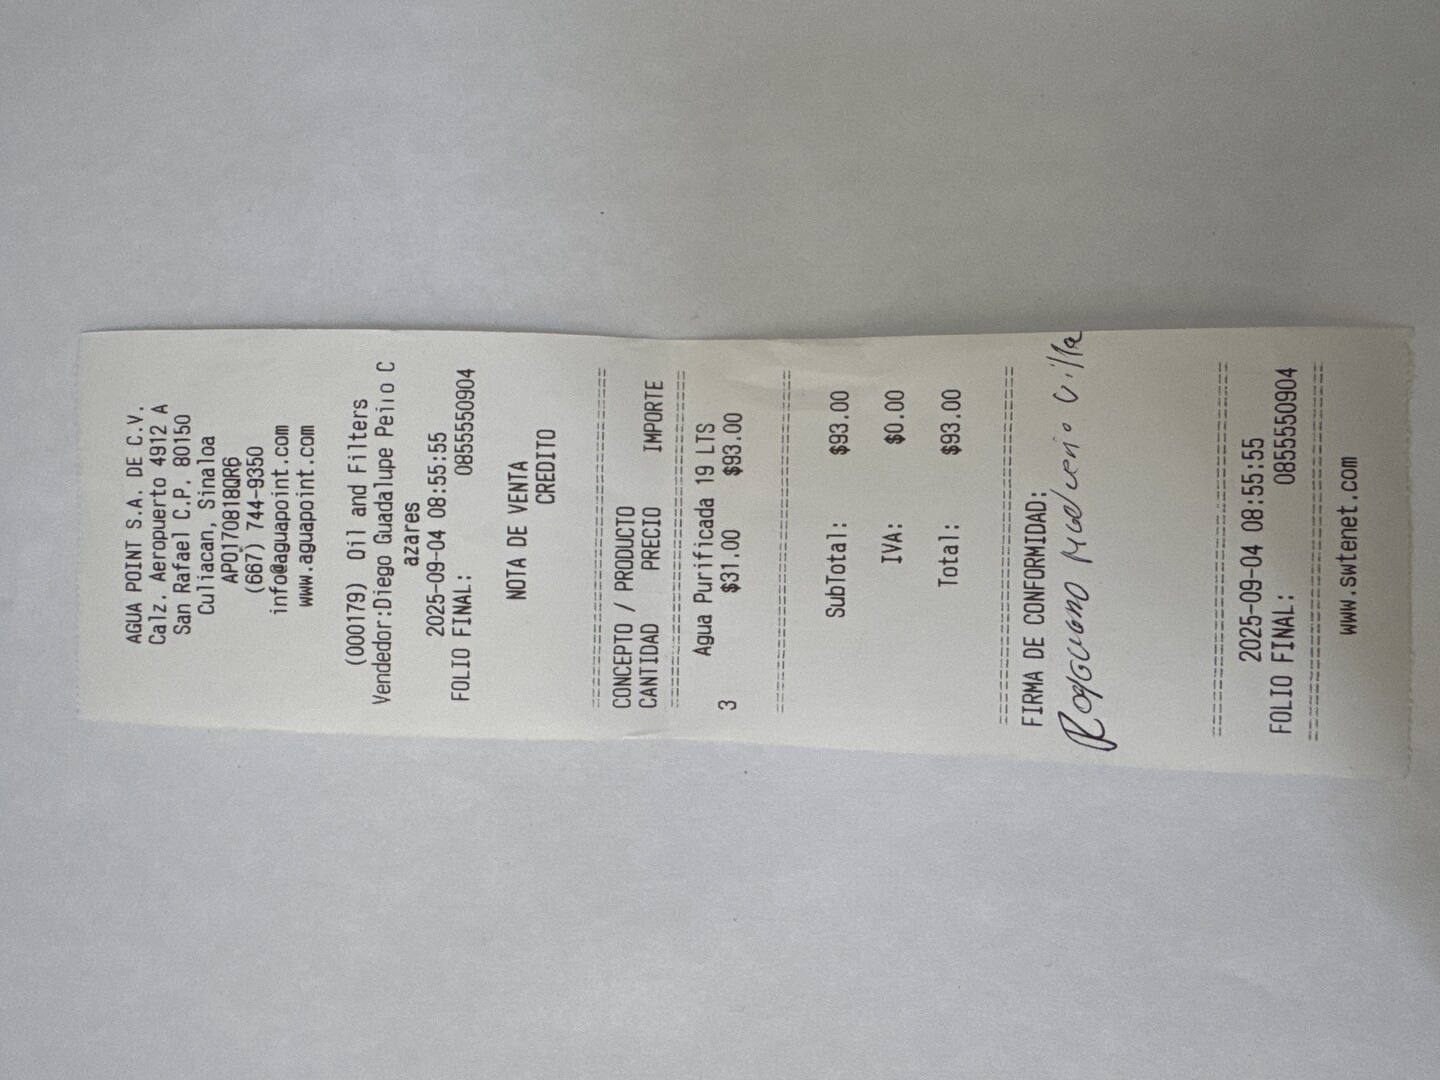 AGUA POINT S.A. DE C.V.
Calz. Aeropuerto 4912 A
San Rafael C.P. 80150
Culiacan, Sinaloa
APO170818QR6
(667) 744-9350
info@aguapoint.com
www.aguapoint.com
(000179) Oil and Filters
Vendedor:Diego Guadalupe C
azares
2025-09-04 08:55:55
FOLIO FINAL: 0855550904
NOTA DE VENTA
CREDITO
================================
CONCEPTO / PRODUCTO
CANTIDAD PRECIO IMPORTE
================================
Agua Purificada 19 LTS
3 $31.00 $93.00
================================
SubTotal: $93.00
IVA: $0.00
Total: $93.00
================================
FIRMA DE CONFORMIDAD:
Villa
================================
2025-09-04 08:55:55
FOLIO FINAL: 0855550904
================================
www.swtenet.com